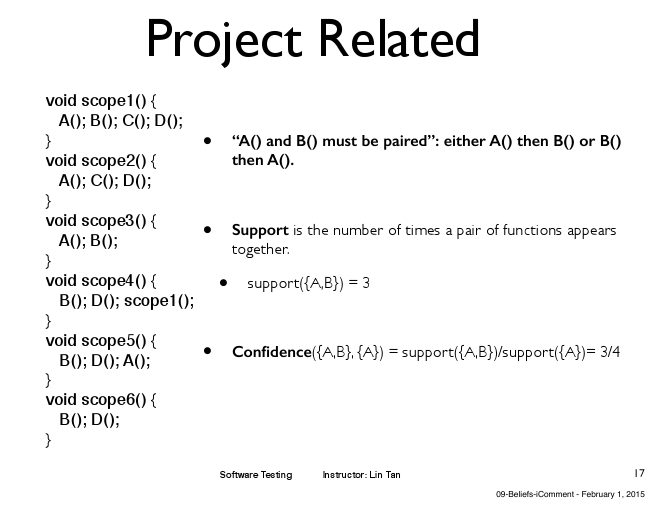 Project Related
void scope1() {
A(); B(); C(); D();
}
void scope2() {
A(); C(); D();
}
void scope3() {
A(); B();
}
void scope4() {
B(); D(); scope1();
}
void scope5() {
B(); D(); A();
}
void scope6() {
B(); D();
}
• “A() and B() must be paired”: either A() then B() or B()
then A().
• Support is the number of times a pair of functions appears
together.
• support({A,B}) = 3
• Confidence({A,B}, {A}) = support({A,B})/support({A})= 3/4
Software Testing Instructor: Lin Tan
17
09-Beliefs-iComment - February 1, 2015